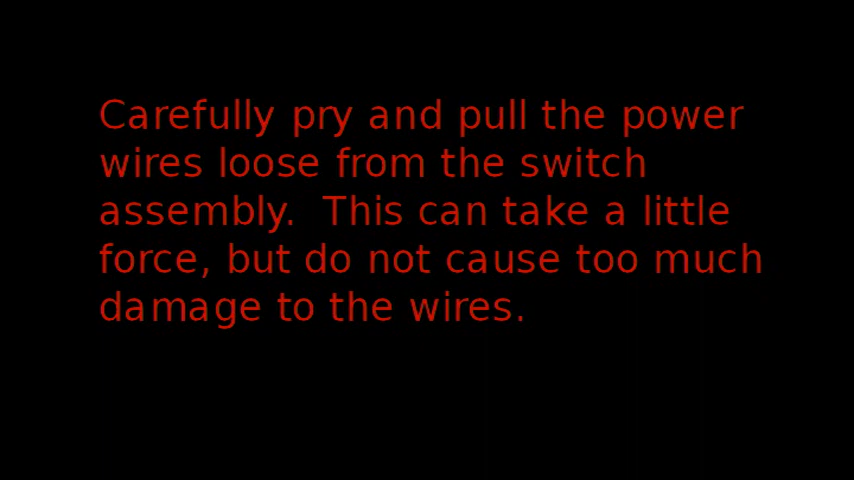 Carefully pry and pull the power
wires loose from the switch
assembly.  This can take a little
force, but do not cause too much
damage to the wires.